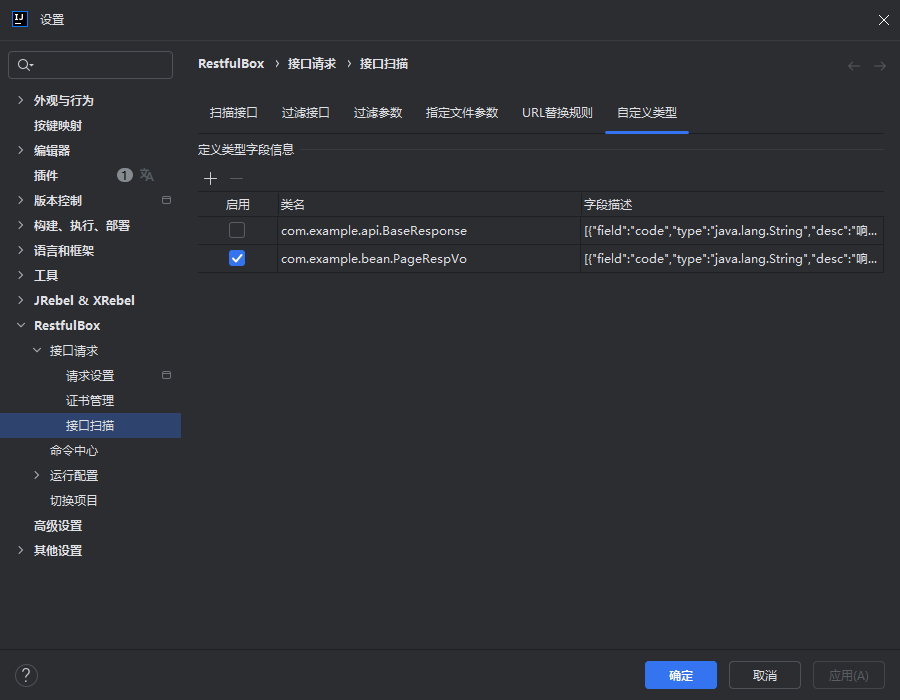 设置
RestfulBox › 接口请求 › 接口扫描
外观与行为
按键映射
编辑器
插件 1
版本控制
构建、执行、部署
语言和框架
工具
JRebel & XRebel
RestfulBox
接口请求
请求设置
证书管理
接口扫描
命令中心
运行配置
切换项目
高级设置
其他设置
扫描接口 过滤接口 过滤参数 指定文件参数 URL替换规则 自定义类型
定义类型字段信息
启用 类名 字段描述
com.example.api.BaseResponse [{"field":"code","type":"java.lang.String","desc":"响...
com.example.bean.PageRespVo [{"field":"code","type":"java.lang.String","desc":"响...
? 确定 取消 应用(A)